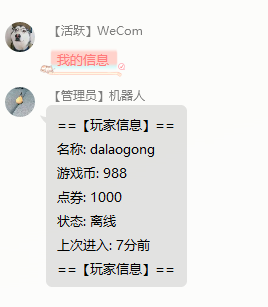 【活跃】WeCom
我的信息
【管理员】机器人
==【玩家信息】==
名称: dalaogong
游戏币: 988
点券: 1000
状态: 离线
上次进入: 7分前
==【玩家信息】==